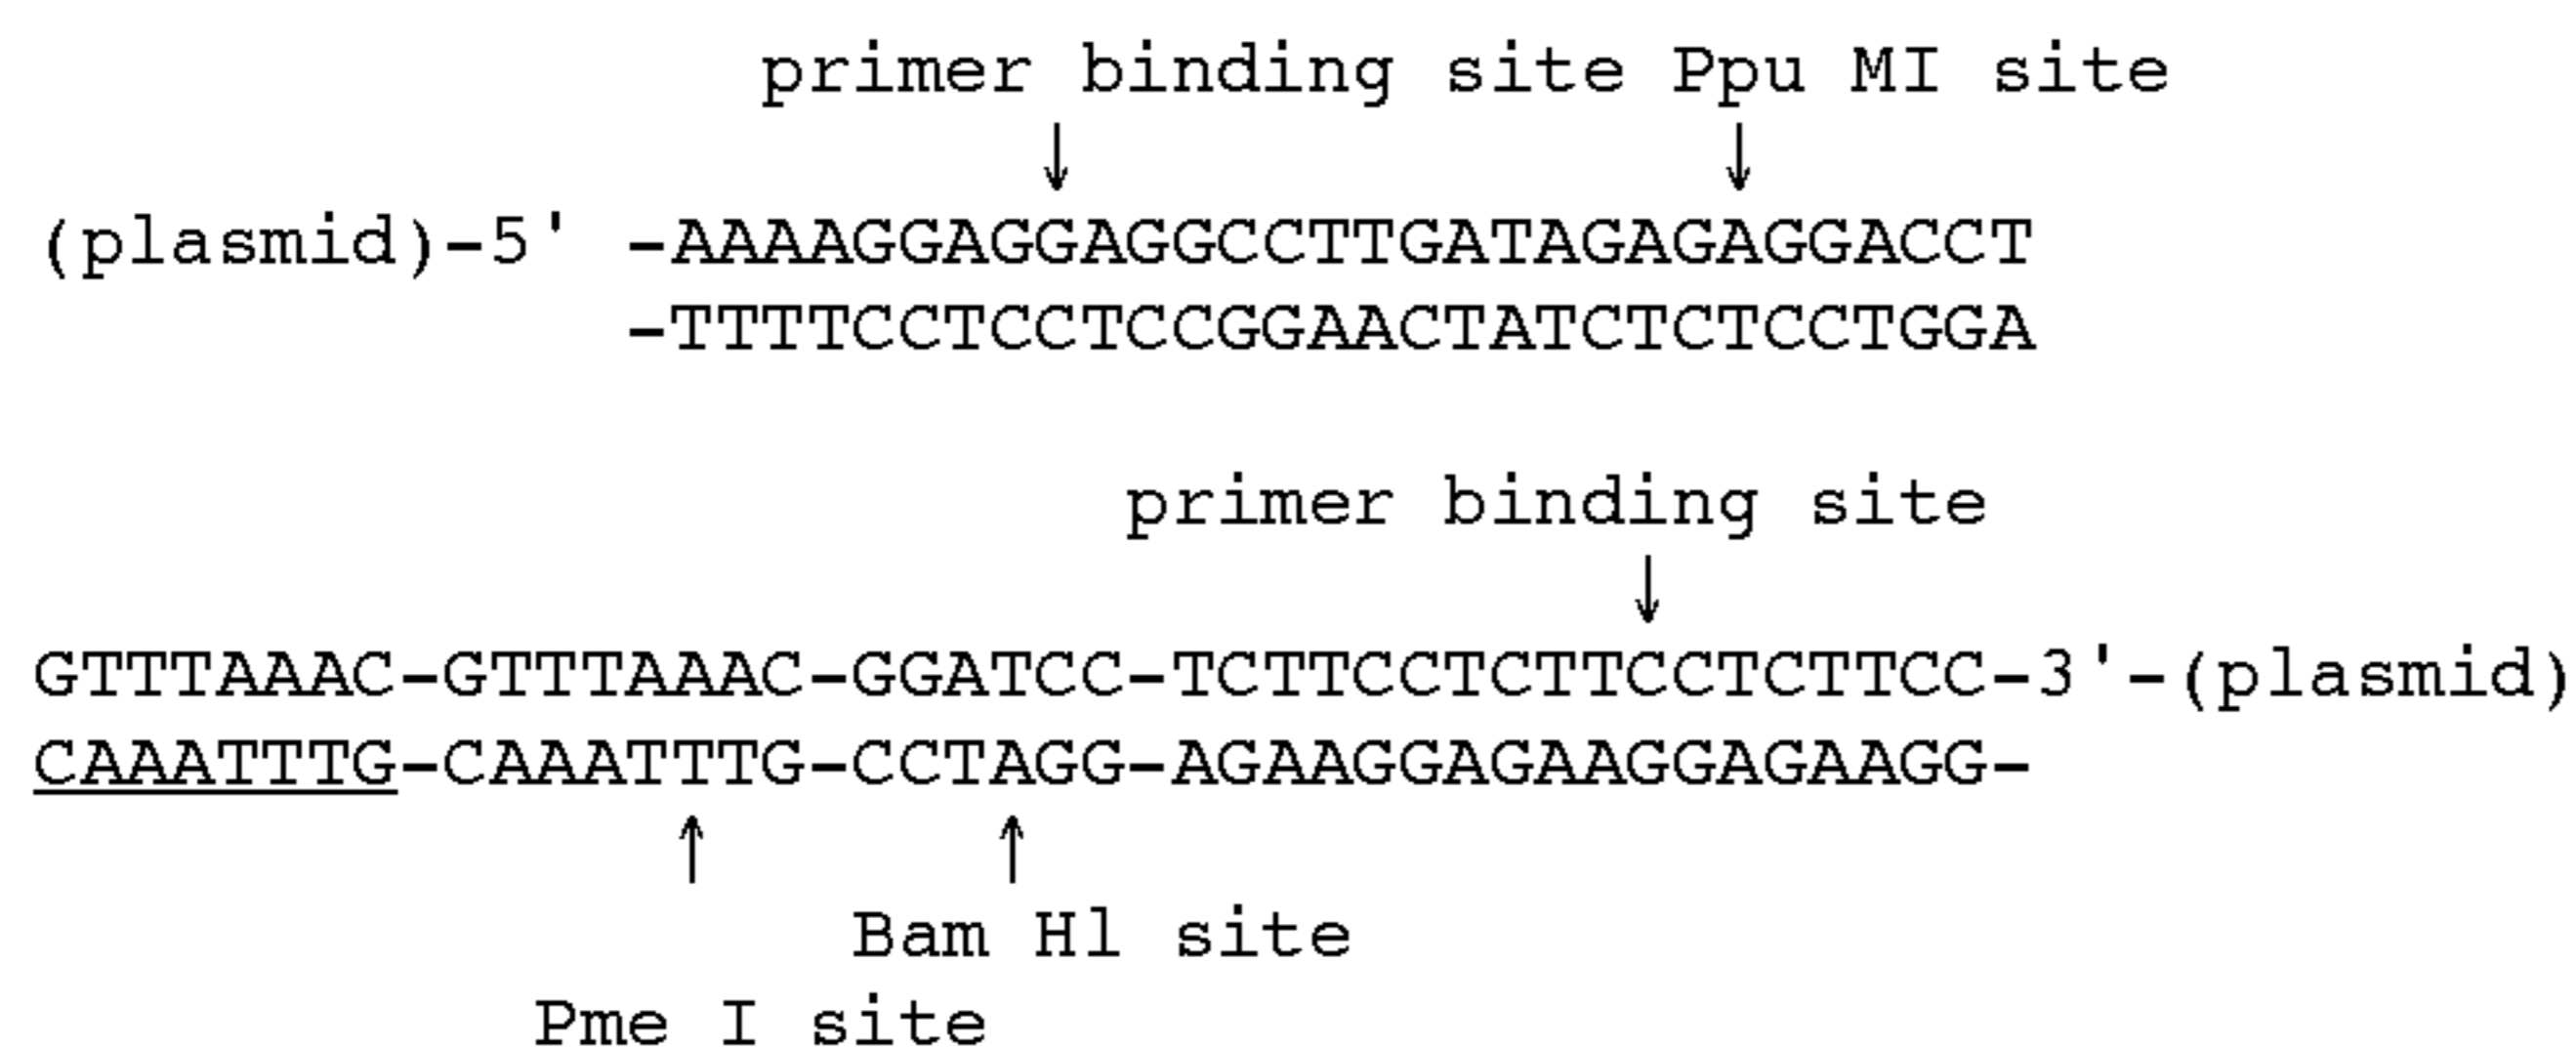 primer binding site Ppu MI site
(plasmid)-5' -AAAAGGAGGAGGCCTTGATAGAGAGGACCT
-TTTTCCTCCTCCGGAACTATCTCTCCTGGA
primer binding site
GTTTAAAC-GTTTAAAC-GGATCC-TCTTCCTCTTCCTCTTCC-3'-(plasmid)
CAAATTTG-CAAATTTG-CCTAGG-AGAAGGAGAAGGAGAAGG-
Bam Hl site
Pme I site